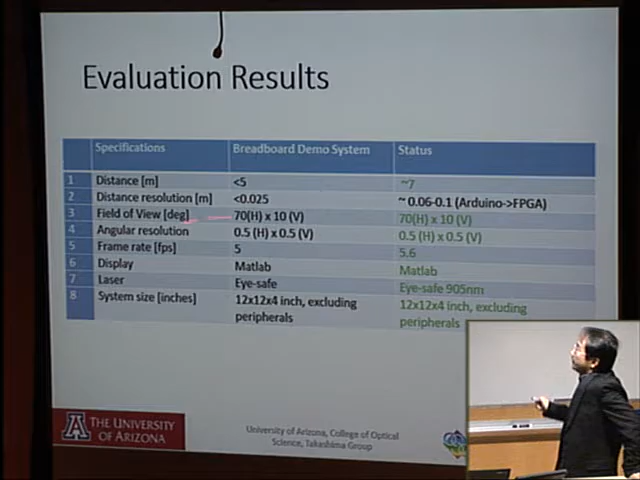 Evaluation Results
Specifications Breadboard Demo System Status
1 Distance [m] <5 ~7
2 Distance resolution [m] <0.025 ~ 0.06-0.1 (Arduino->FPGA)
3 Field of View [deg] 70(H) x 10 (V) 70(H) x 10 (V)
4 Angular resolution 0.5 (H) x 0.5 (V) 0.5 (H) x 0.5 (V)
5 Frame rate [fps] 5 5.6
6 Display Matlab Matlab
7 Laser Eye-safe Eye-safe 905nm
8 System size [inches] 12x12x4 inch, excluding 12x12x4 inch, excluding
peripherals peripherals
A THE UNIVERSITY
OF ARIZONA
University of Arizona, College of Optical
Science, Takashima Group